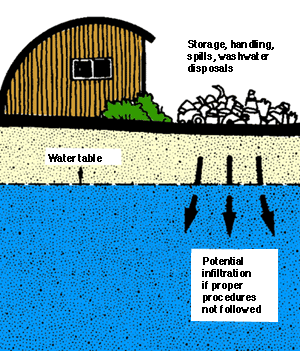 Storage, handling,
spills, washwater
disposals
Water table
Potential
infiltration
if proper
procedures
not followed